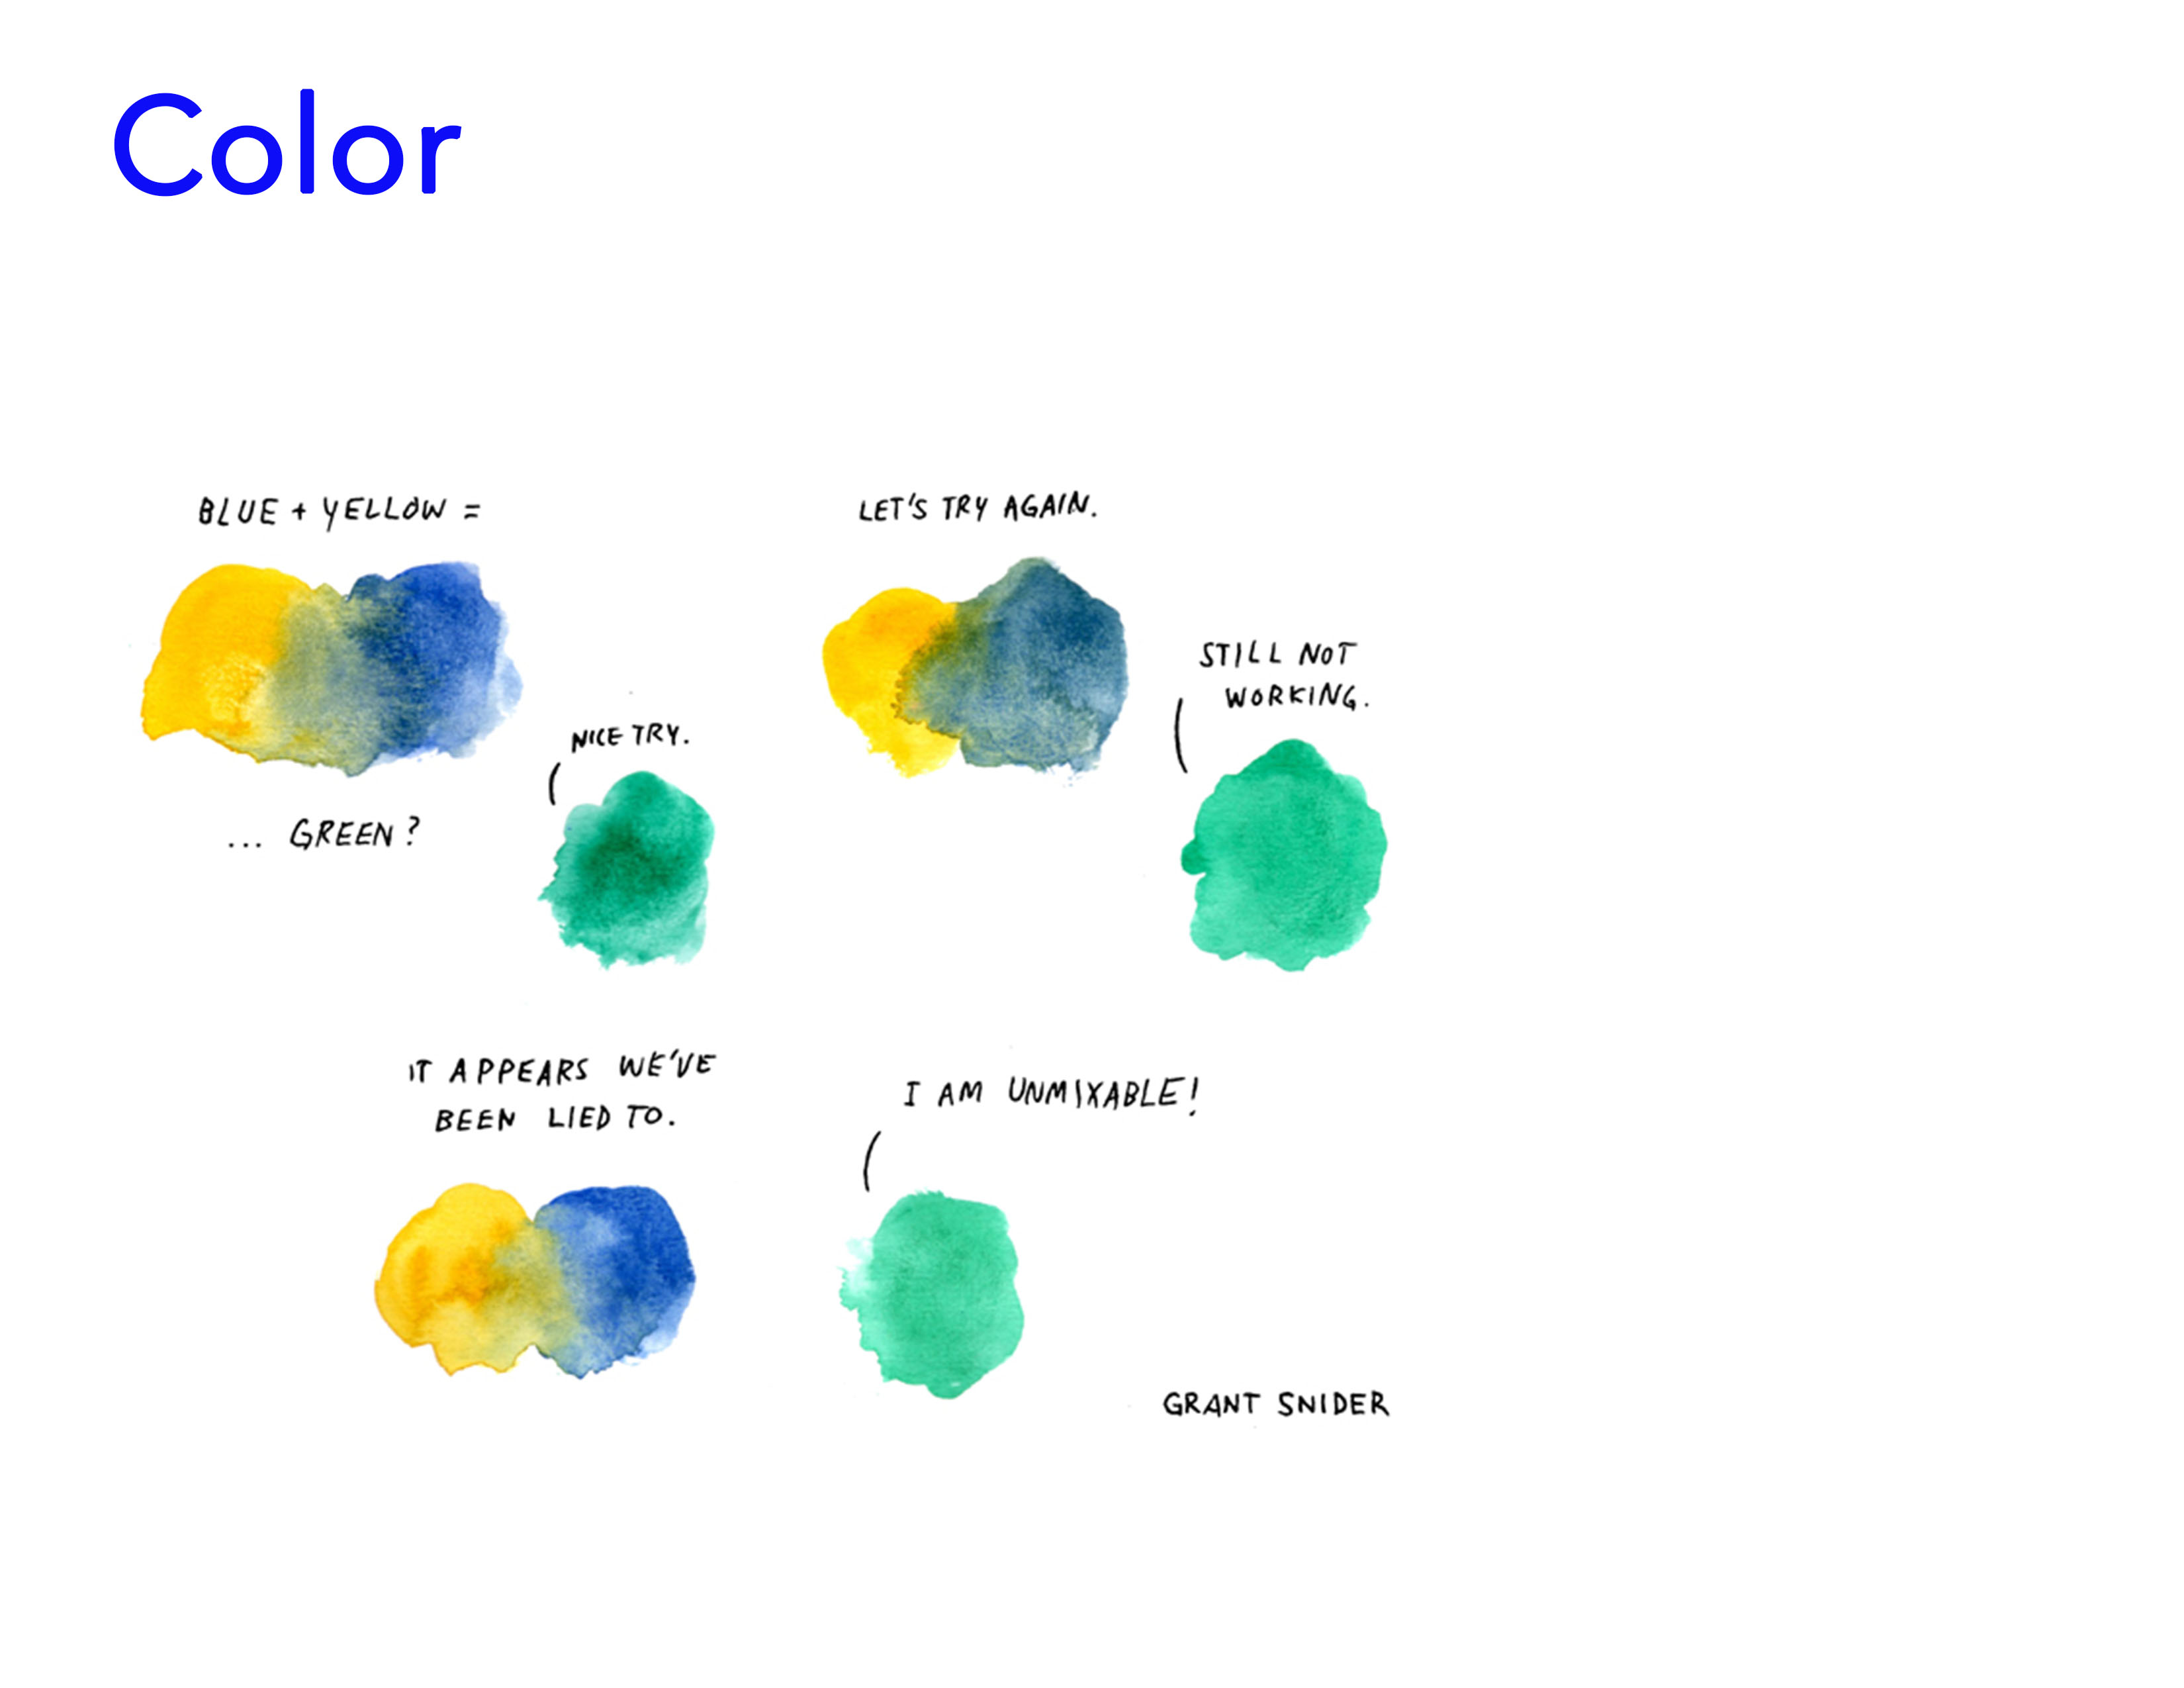 Color
BLUE + YELLOW =
... GREEN?
NICE TRY.
LET'S TRY AGAIN.
STILL NOT
WORKING.
IT APPEARS WE'VE
BEEN LIED TO.
I AM UNMIXABLE!
GRANT SNIDER